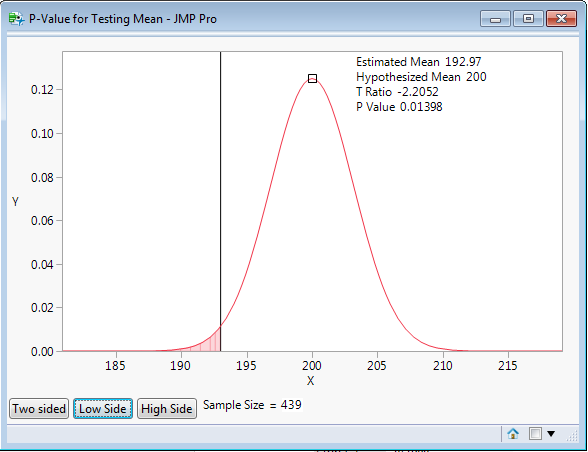 P-Value for Testing Mean - JMP Pro
Estimated Mean 192.97
Hypothesized Mean 200
T Ratio -2.2052
P Value 0.01398
0.12
0.10
0.08
Y
0.06
0.04
0.02
0.00
185 190 195 200 205 210 215
X
Two sided Low Side High Side Sample Size = 439